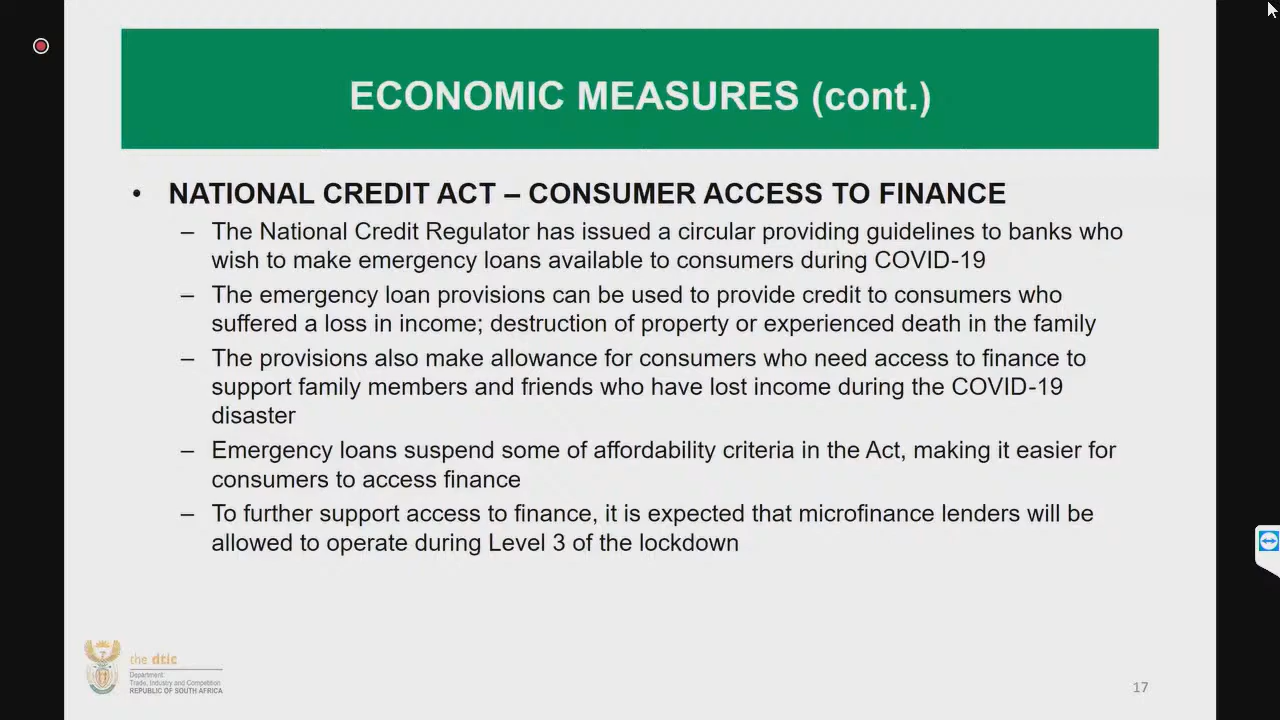 ECONOMIC MEASURES (cont.)
• NATIONAL CREDIT ACT – CONSUMER ACCESS TO FINANCE
– The National Credit Regulator has issued a circular providing guidelines to banks who
wish to make emergency loans available to consumers during COVID-19
– The emergency loan provisions can be used to provide credit to consumers who
suffered a loss in income; destruction of property or experienced death in the family
– The provisions also make allowance for consumers who need access to finance to
support family members and friends who have lost income during the COVID-19
disaster
– Emergency loans suspend some of affordability criteria in the Act, making it easier for
consumers to access finance
– To further support access to finance, it is expected that microfinance lenders will be
allowed to operate during Level 3 of the lockdown
the dtic
Department:
Trade, Industry and Competition
REPUBLIC OF SOUTH AFRICA
17